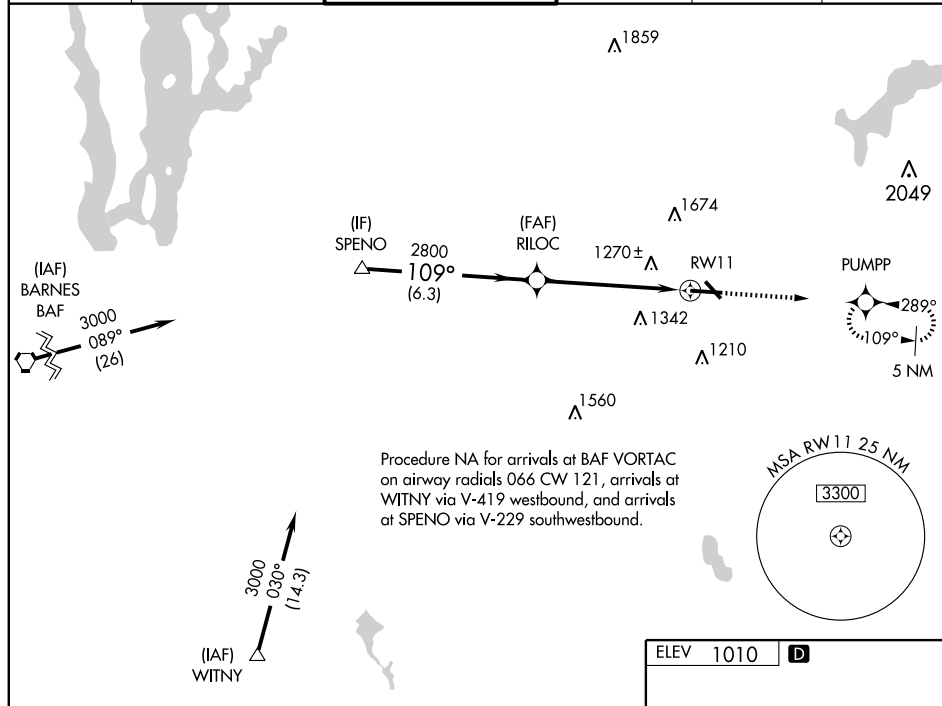 1859
2049
1674
(IF)
SPENO
(FAF)
RILOC
2800
109°
(6.3)
1270±
RW11
PUMPP
(IAF)
BARNES
BAF
3000
089°
(26)
1342
289°
109°
5 NM
1210
1560
Procedure NA for arrivals at BAF VORTAC
on airway radials 066 CW 121, arrivals at
WITNY via V-419 westbound, and arrivals
at SPENO via V-229 southwestbound.
MSA RW11 25 NM
3300
3000
030°
(14.3)
(IAF)
WITNY
ELEV 1010 D